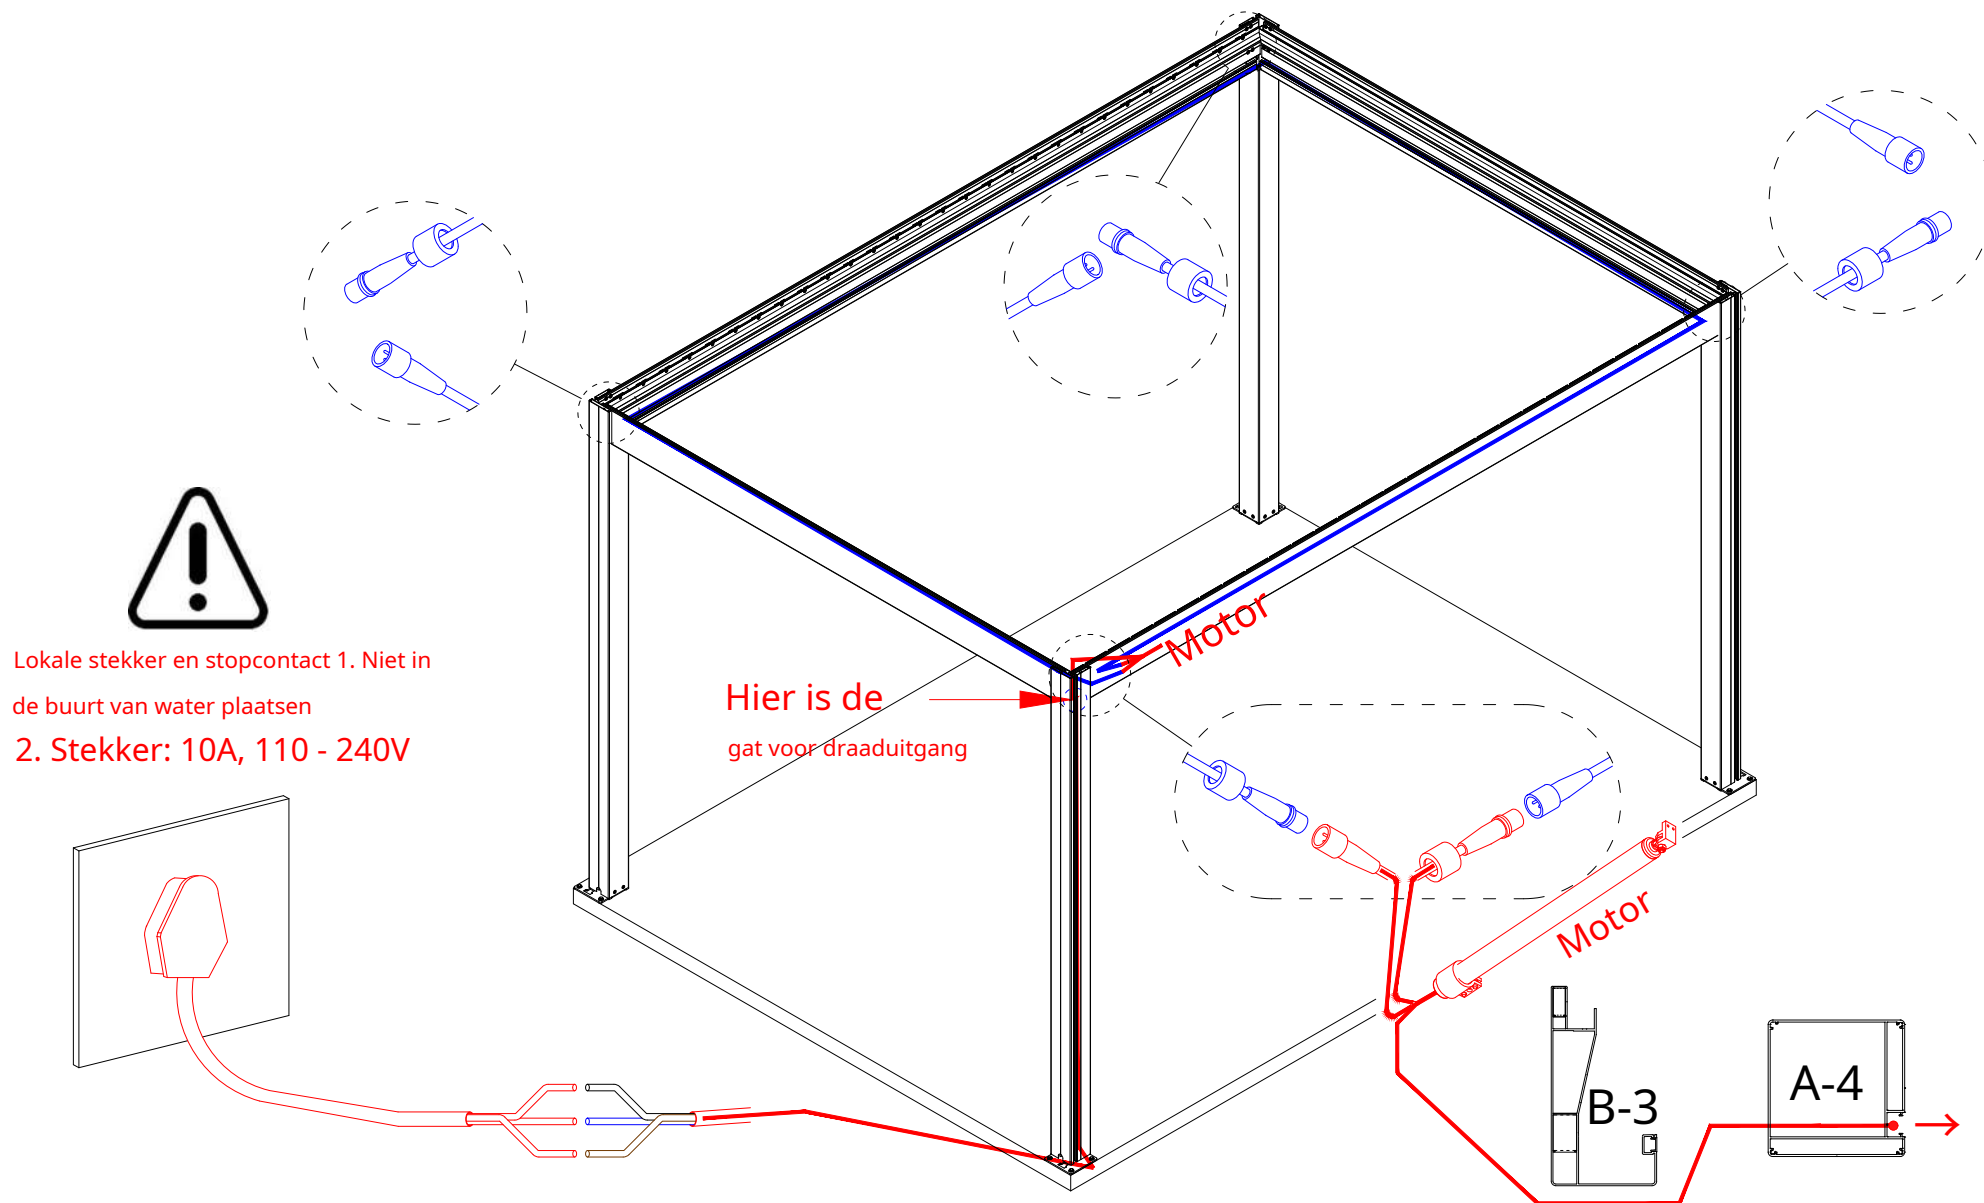 Lokale stekker en stopcontact 1. Niet in
de buurt van water plaatsen
2. Stekker: 10A, 110 - 240V
Motor
Hier is de
gat voor draaduitgang
Motor
B-3
A-4